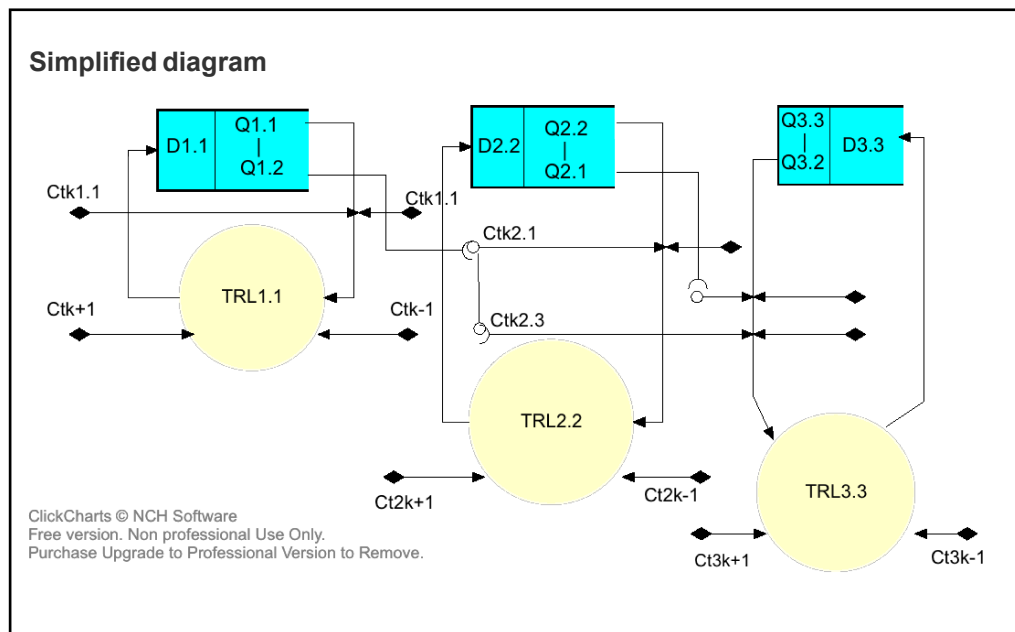 Simplified diagram
D1.1
Q1.1
Q1.2
D2.2
Q2.2
Q2.1
Q3.3
Q3.2
D3.3
Ctk1.1
Ctk1.1
Ctk2.1
TRL1.1
Ctk+1
Ctk-1
Ctk2.3
TRL2.2
Ct2k+1
Ct2k-1
TRL3.3
Ct3k+1
Ct3k-1
ClickCharts © NCH Software
Free version. Non professional Use Only.
Purchase Upgrade to Professional Version to Remove.